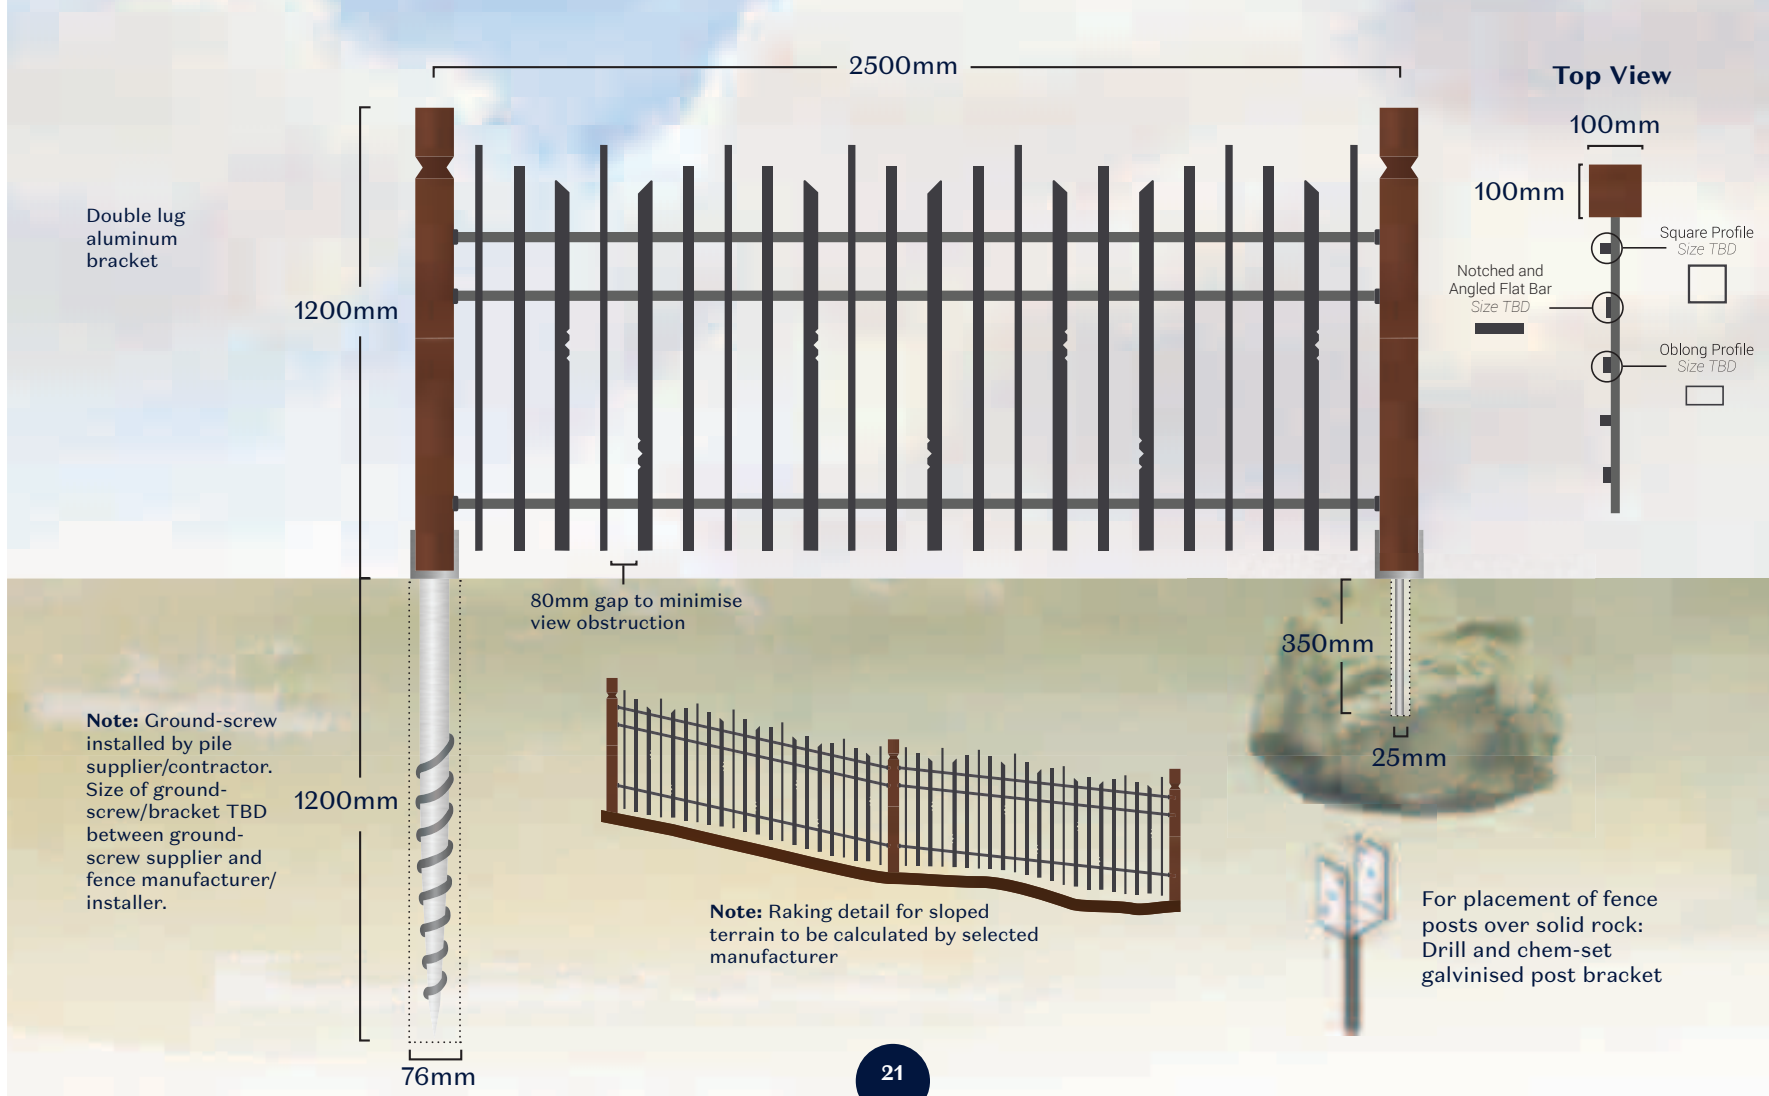 2500mm
Top View
100mm
100mm
Double lug
aluminum
bracket
Square Profile
Size TBD
Notched and
Angled Flat Bar
Size TBD
1200mm
Oblong Profile
Size TBD
80mm gap to minimise
view obstruction
350mm
25mm
Note: Ground-screw
installed by pile
supplier/contractor.
Size of ground-
screw/bracket TBD
between ground-
screw supplier and
fence manufacturer/
installer.
1200mm
Note: Raking detail for sloped
terrain to be calculated by selected
manufacturer
For placement of fence
posts over solid rock:
Drill and chem-set
galvinised post bracket
76mm
21